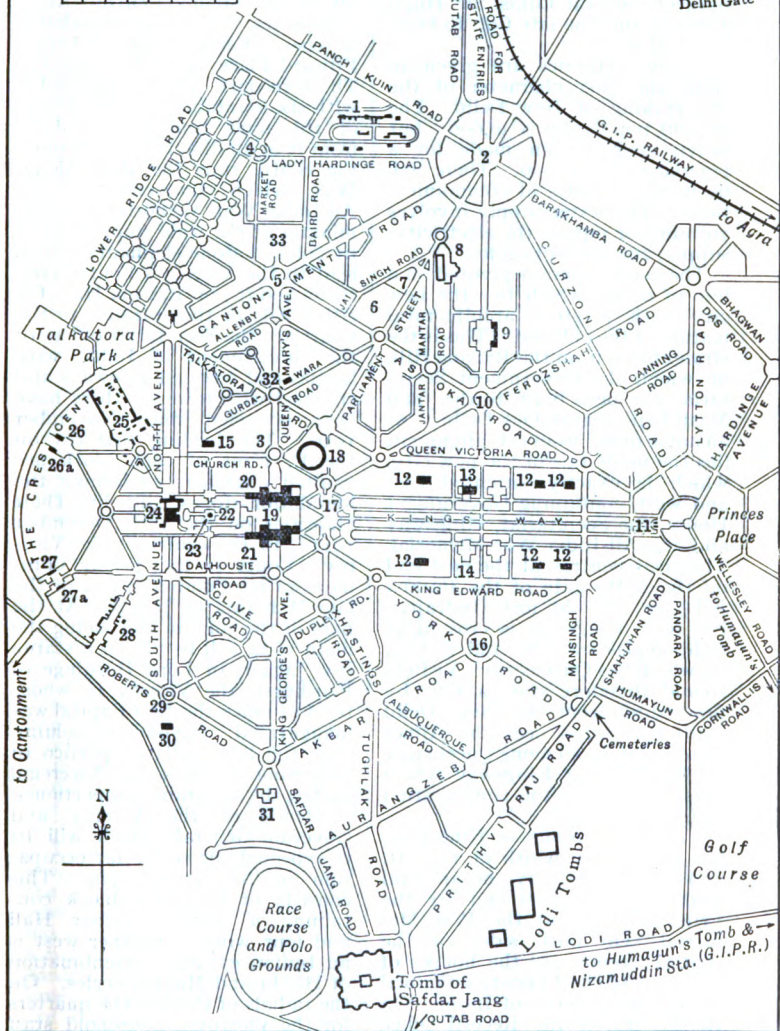 Delhi Gate
QUTAB ROAD
ROAD FOR
STATE ENTRIES
PANCH KUIN ROAD
G.I.P. RAILWAY
to Agra
1
2
4
LADY HARDINGE ROAD
LOWER RIDGE ROAD
MARKET
ROAD
BAIRD ROAD
BARAKHAMBA ROAD
33
CANTONMENT ROAD
5
JAI SINGH ROAD
8
7
6
CURZON ROAD
BHAGWAN
DAS ROAD
ALLENBY
ROAD
Talkatora
Park
TALKATORA
MARY'S AVE.
QUEEN
PARLIAMENT STREET
JANTAR MANTAR
ROAD
9
ASOKA ROAD
FEROZSHAH ROAD
CANNING
ROAD
LYTTON ROAD
HARDINGE
AVENUE
32
GURDAWARA
ROAD
RD.
10
NORTH AVENUE
25
26
26a
15
3
18
QUEEN VICTORIA ROAD
CHURCH RD.
THE CRESCENT
20
12
13
12
12
24
22
19
17
KINGSWAY
11
Princes
Place
23
21
14
12
12
12
DALHOUSIE
ROAD
27
27a
KING EDWARD ROAD
WELLESLEY ROAD
to Humayun's
Tomb
SOUTH AVENUE
CLIVE
ROAD
AVE.
KING GEORGE'S
DUPLEX RD.
HASTINGS
ROAD
YORK ROAD
16
MANSINGH
ROAD
SHAHJAHAN ROAD
PANDARA ROAD
28
ROBERTS
ROAD
29
30
HUMAYUN
ROAD
CORNWALLIS
ROAD
to Cantonment
AKBAR ROAD
ALBUQUERQUE
ROAD
Cemeteries
N
31
SAFDAR
JANG ROAD
TUGHLAK
ROAD
AURANGZEB ROAD
PRITHVI RAJ ROAD
Lodi Tombs
Golf
Course
Race
Course
and Polo
Grounds
LODI ROAD
to Humayun's Tomb &
Nizamuddin Sta. (G.I.P.R.)
Tomb of
Safdar Jang
QUTAB ROAD